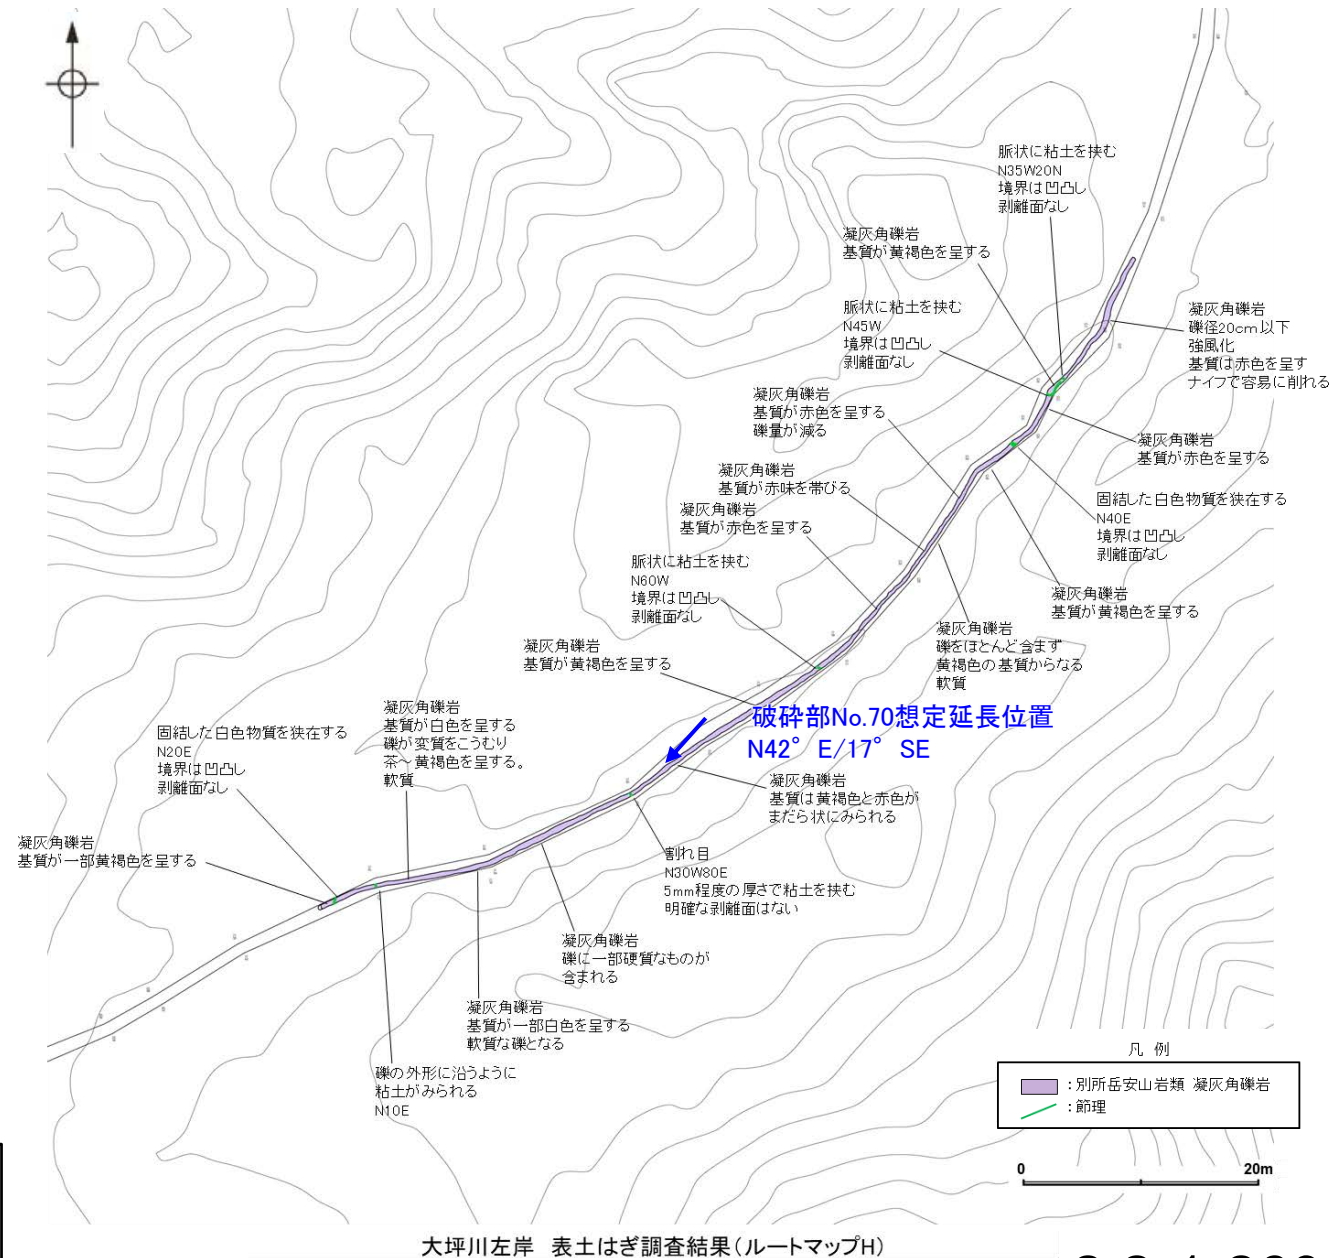 脈状に粘土を挟む
N35W20N
境界は凹凸し
剥離面なし
凝灰角礫岩
基質が黄褐色を呈する
脈状に粘土を挟む
N45W
境界は凹凸し
剥離面なし
凝灰角礫岩
礫径20cm以下
強風化
基質は赤色を呈す
ナイフで容易に削れる
凝灰角礫岩
基質が赤色を呈する
礫量が減る
凝灰角礫岩
基質が赤色を呈する
凝灰角礫岩
基質が赤味を帯びる
固結した白色物質を狭在する
N40E
境界は凹凸し
剥離面なし
凝灰角礫岩
基質が赤色を呈する
脈状に粘土を挟む
N60W
境界は凹凸し
剥離面なし
凝灰角礫岩
基質が黄褐色を呈する
凝灰角礫岩
礫をほとんど含まず
黄褐色の基質からなる
軟質
凝灰角礫岩
基質が黄褐色を呈する
破砕部No.70想定延長位置
N42°E/17°SE
凝灰角礫岩
基質が白色を呈する
礫が変質をこうむり
茶～黄褐色を呈する。
軟質
固結した白色物質を狭在する
N20E
境界は凹凸し
剥離面なし
凝灰角礫岩
基質は黄褐色と赤色が
まだら状にみられる
凝灰角礫岩
基質が一部黄褐色を呈する
割れ目
N30W80E
5mm程度の厚さで粘土を挟む
明確な剥離面はない
凝灰角礫岩
礫に一部硬質なものが
含まれる
凝灰角礫岩
基質が一部白色を呈する
軟質な礫となる
礫の外形に沿うように
粘土がみられる
N10E
凡 例
：別所岳安山岩類 凝灰角礫岩
：節理
0 20m
大坪川左岸 表土はぎ調査結果（ルートマップH）